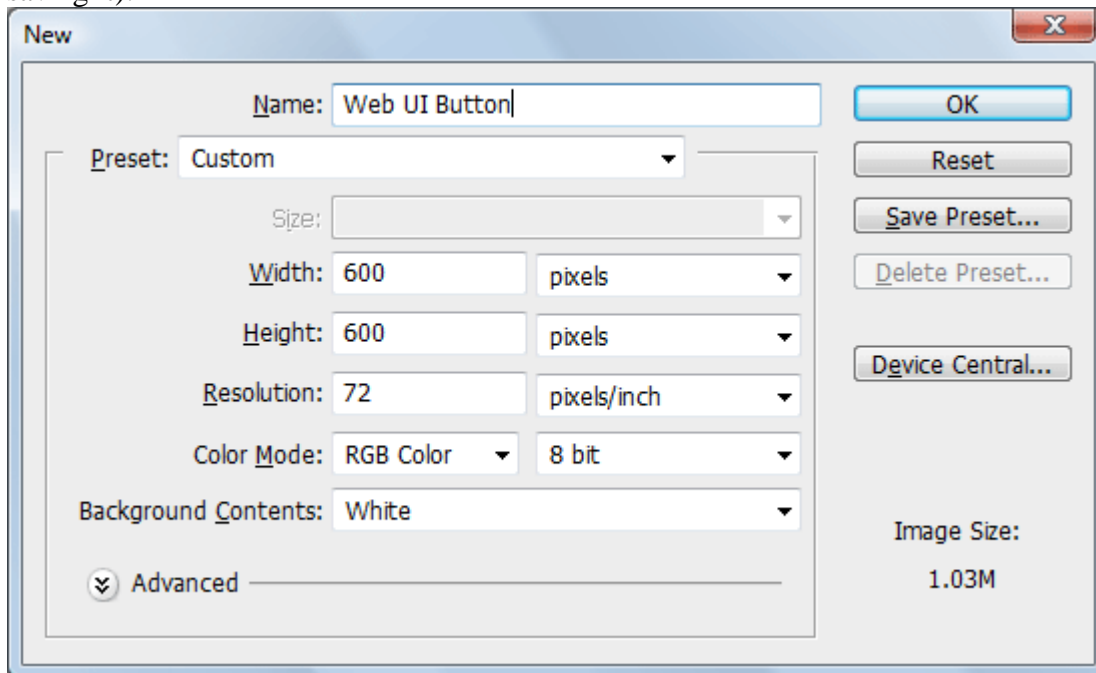 New
Name: Web UI Button
OK
Preset: Custom
Reset
Size:
Save Preset...
Width: 600 pixels
Delete Preset...
Height: 600 pixels
Device Central...
Resolution: 72 pixels/inch
Color Mode: RGB Color 8 bit
Background Contents: White
Image Size:
1.03M
Advanced